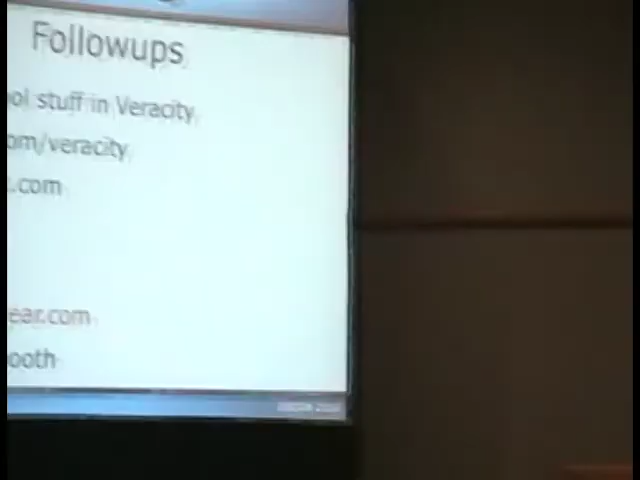 Followups
ol stuff in Veracity
om/veracity
.com
ear.com
ooth